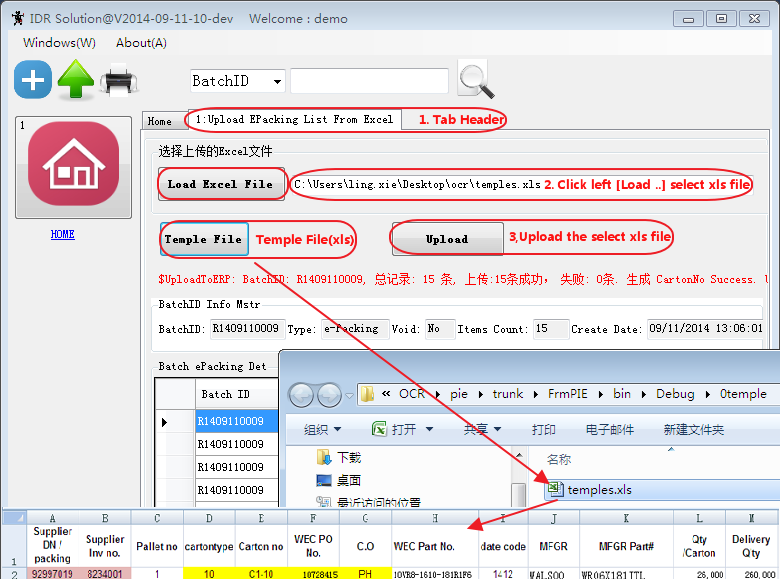 IDR Solution@V2014-09-11-10-dev Welcome : demo
Windows(W) About(A)
BatchID
1
HOME
Home 1:Upload EPacking List From Excel 1. Tab Header
选择上传的Excel文件
Load Excel File C:\Users\ling.xie\Desktop\ocr\temples.xls 2. Click left [Load ..] select xls file
Temple File Temple File(xls) Upload 3,Upload the select xls file
$UploadToERP: BatchID: R1409110009, 总记录: 15 条, 上传:15条成功, 失败: 0条. 生成 CartonNo Success.
BatchID Info Mstr
BatchID: R1409110009 Type: e-Packing Void: No Items Count: 15 Create Date: 09/11/2014 13:06:01
Batch ePacking Det
Batch ID
R1409110009
R1409110009
R1409110009
R1409110009
« OCR pie trunk FrmPIE bin Debug 0temple
组织 打开 共享 打印 电子邮件 新建文件夹
下载
桌面
最近访问的位置
名称
temples.xls
A B C D E F G H I J K L M
1 Supplier DN / packing Supplier Inv no. Pallet no cartontype Carton no WEC PO No. C.O WEC Part No. date code MFGR MFGR Part# Qty /Carton Delivery Qty
2 92997019 8234001 1 10 C1-10 10728415 PH 10VR8-1610-181R1F6 1412 WALSOO WR06X181TTL 26,000 260,000